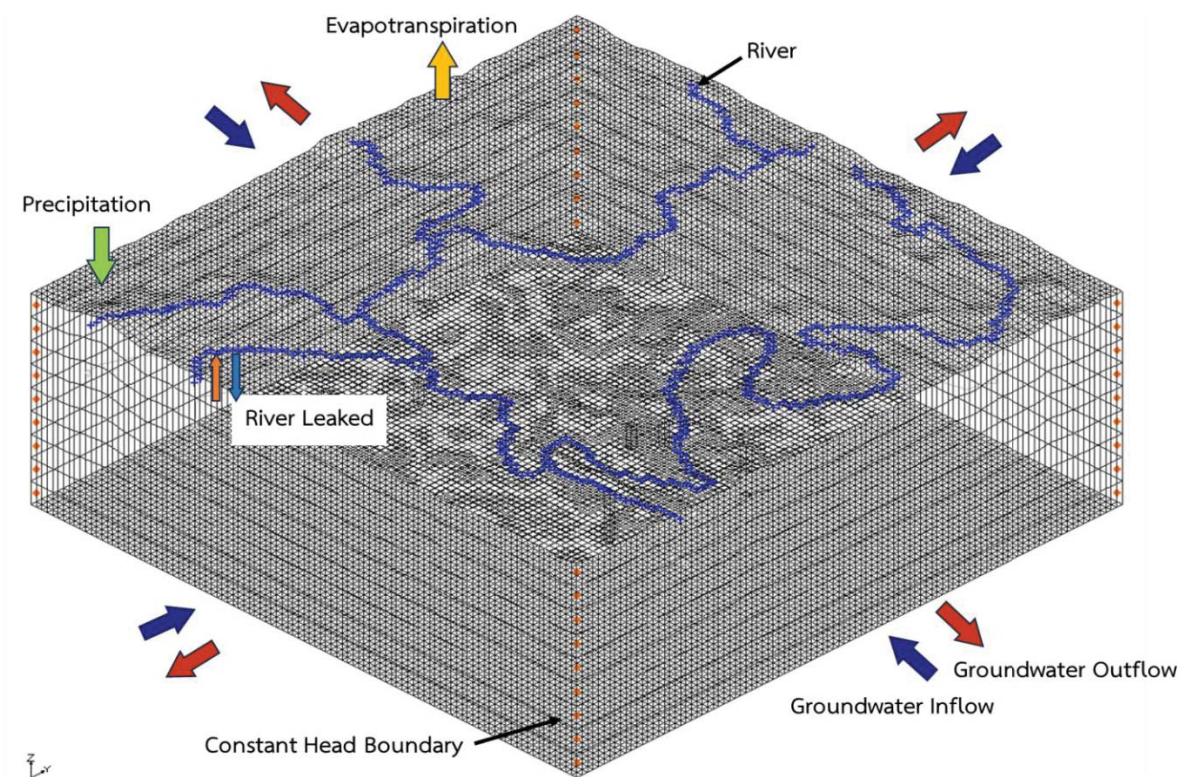 Evapotranspiration
River
Precipitation
River Leaked
Groundwater Outflow
Groundwater Inflow
Constant Head Boundary
Z
Y